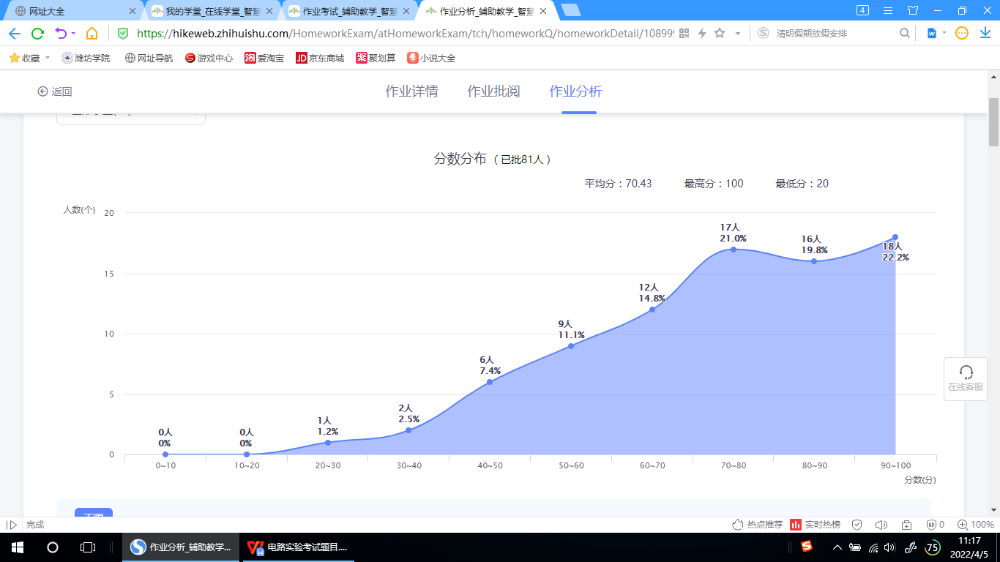 网址大全
我的学堂_在线学堂_智慧
作业考试_辅助教学_智慧
作业分析_辅助教学_智慧
4
https://hikeweb.zhihuishu.com/HomeworkExam/atHomeworkExam/tch/homeworkQ/homeworkDetail/10899
清明假期放假安排
收藏
潍坊学院
网址导航
游戏中心
淘 爱淘宝
JD 京东商城
聚 聚划算
小说大全
返回
作业详情
作业批阅
作业分析
分数分布 ( 已批81人 )
平均分：70.43
最高分：100
最低分：20
人数(个)
20
15
10
5
0
0人
0%
0人
0%
1人
1.2%
2人
2.5%
6人
7.4%
9人
11.1%
12人
14.8%
17人
21.0%
16人
19.8%
18人
22.2%
0~10
10~20
20~30
30~40
40~50
50~60
60~70
70~80
80~90
90~100
分数(分)
在线客服
完成
热点推荐
实时热榜
0
100%
作业分析_辅助教学...
电路实验考试题目....
75
11:17
2022/4/5